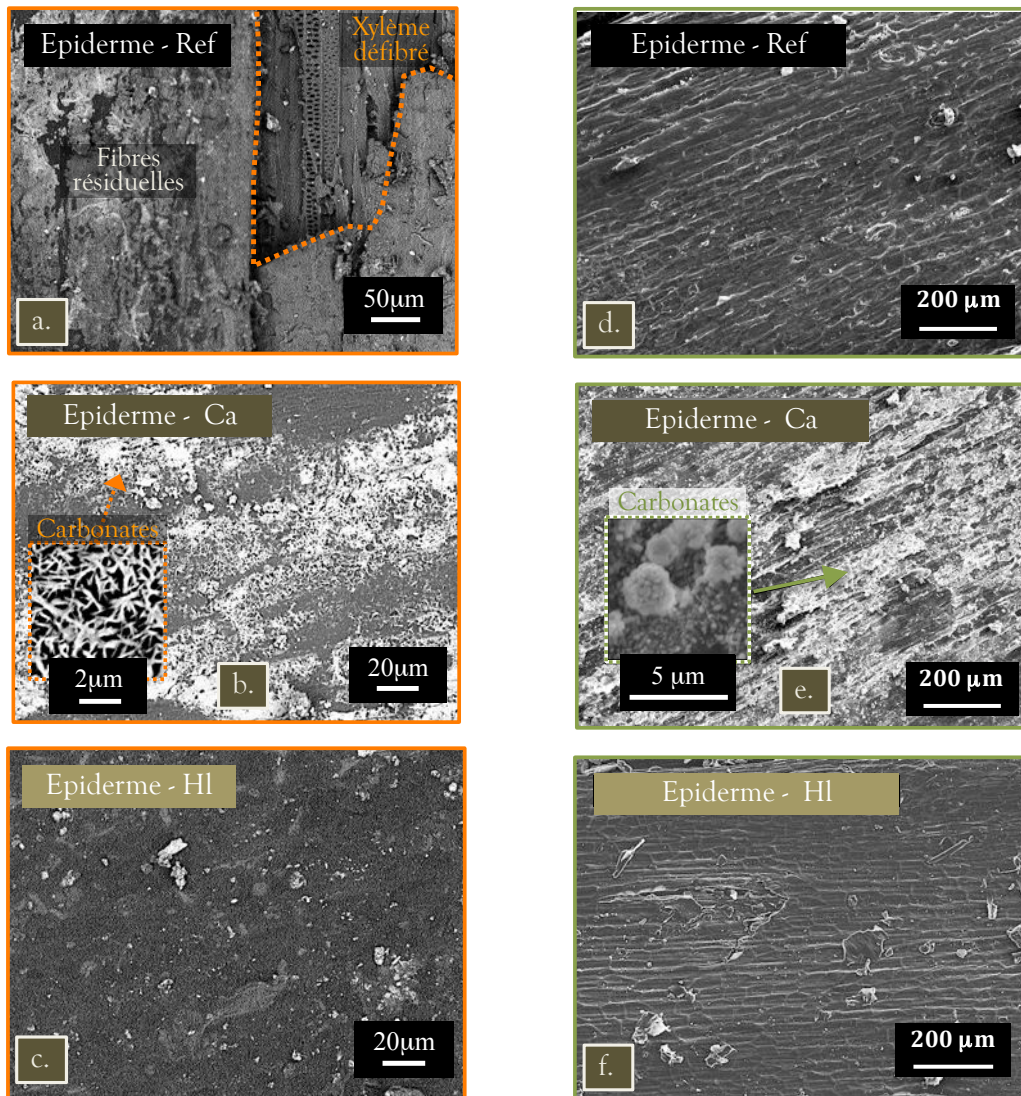 Epiderme - Ref
Xylème
défibré
Fibres
résiduelles
50μm
a.
Epiderme - Ref
200 μm
d.
Epiderme - Ca
Carbonates
2μm
b.
20μm
Epiderme - Ca
Carbonates
5 μm
e.
200 μm
Epiderme - Hl
20μm
c.
Epiderme - Hl
200 μm
f.